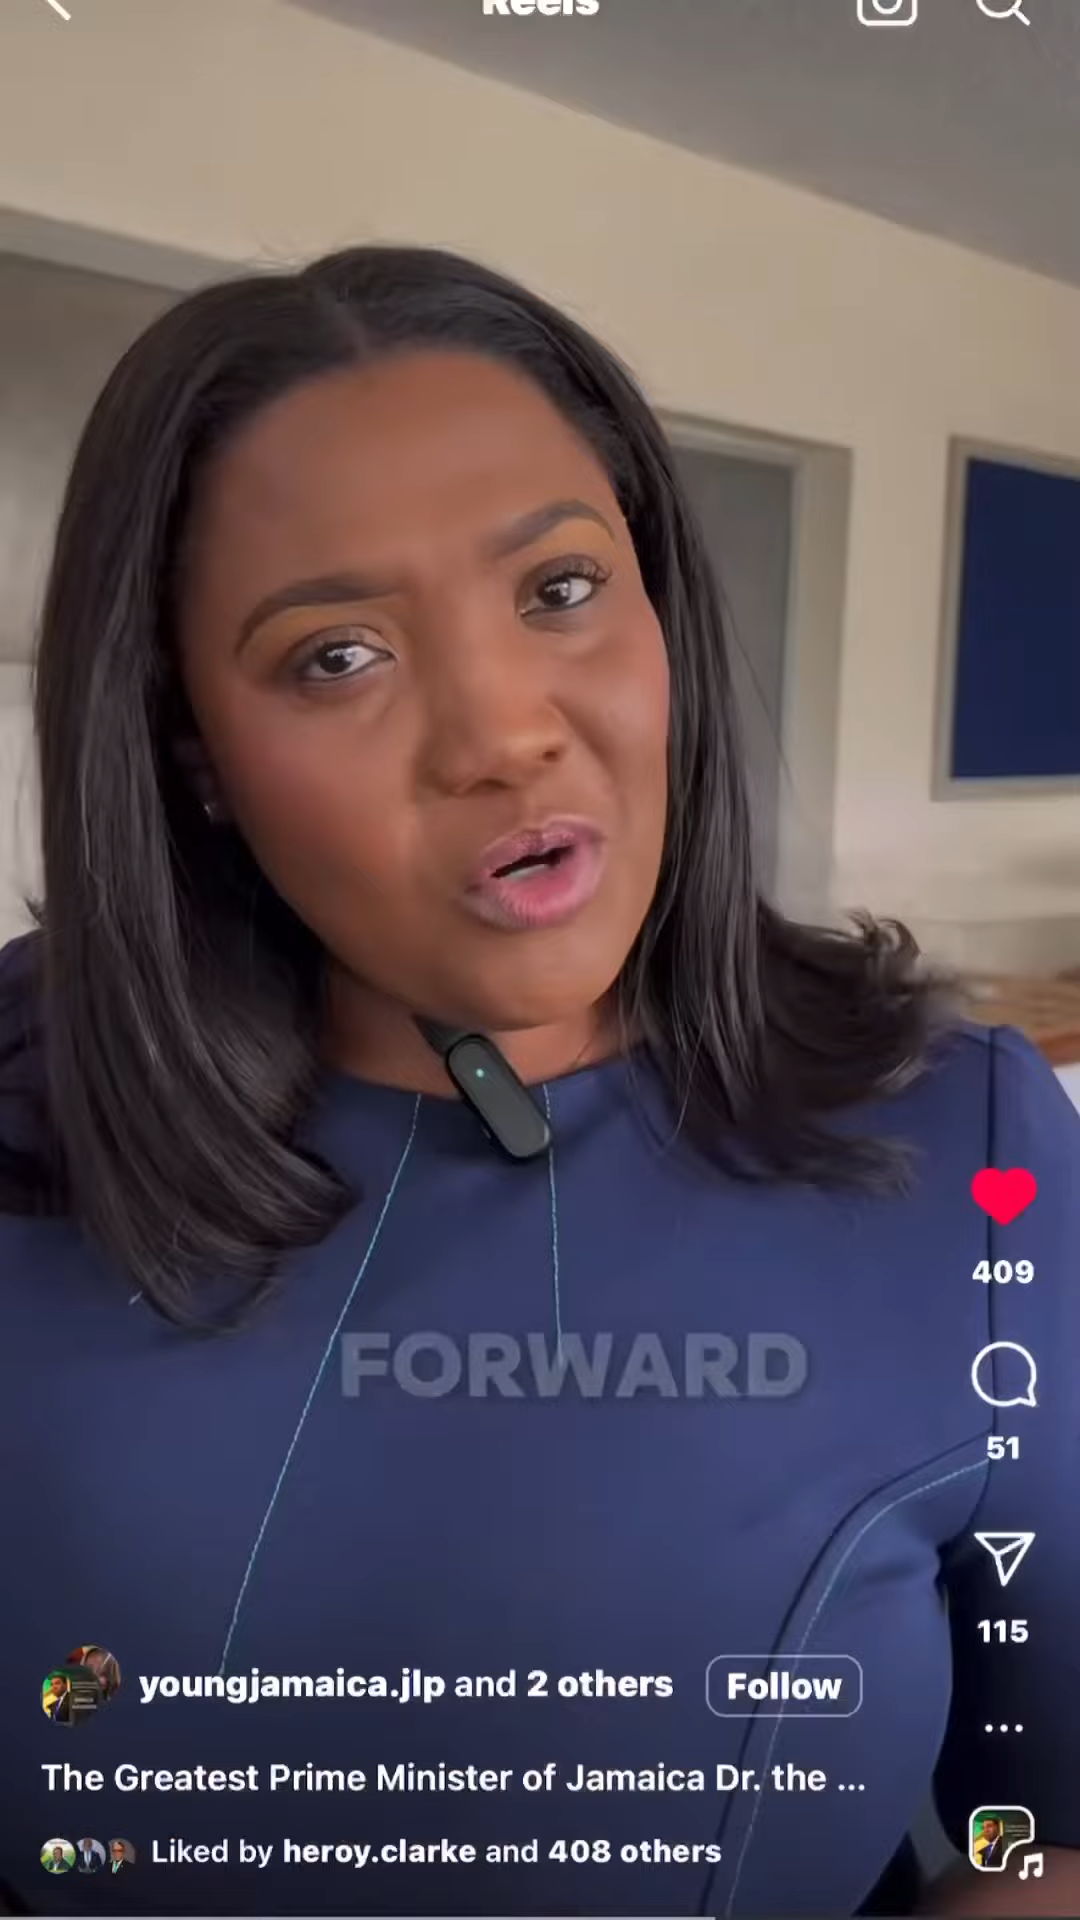 Reels
FORWARD
409
51
115
youngjamaica.jlp and 2 others
Follow
The Greatest Prime Minister of Jamaica Dr. the ...
Liked by heroy.clarke and 408 others